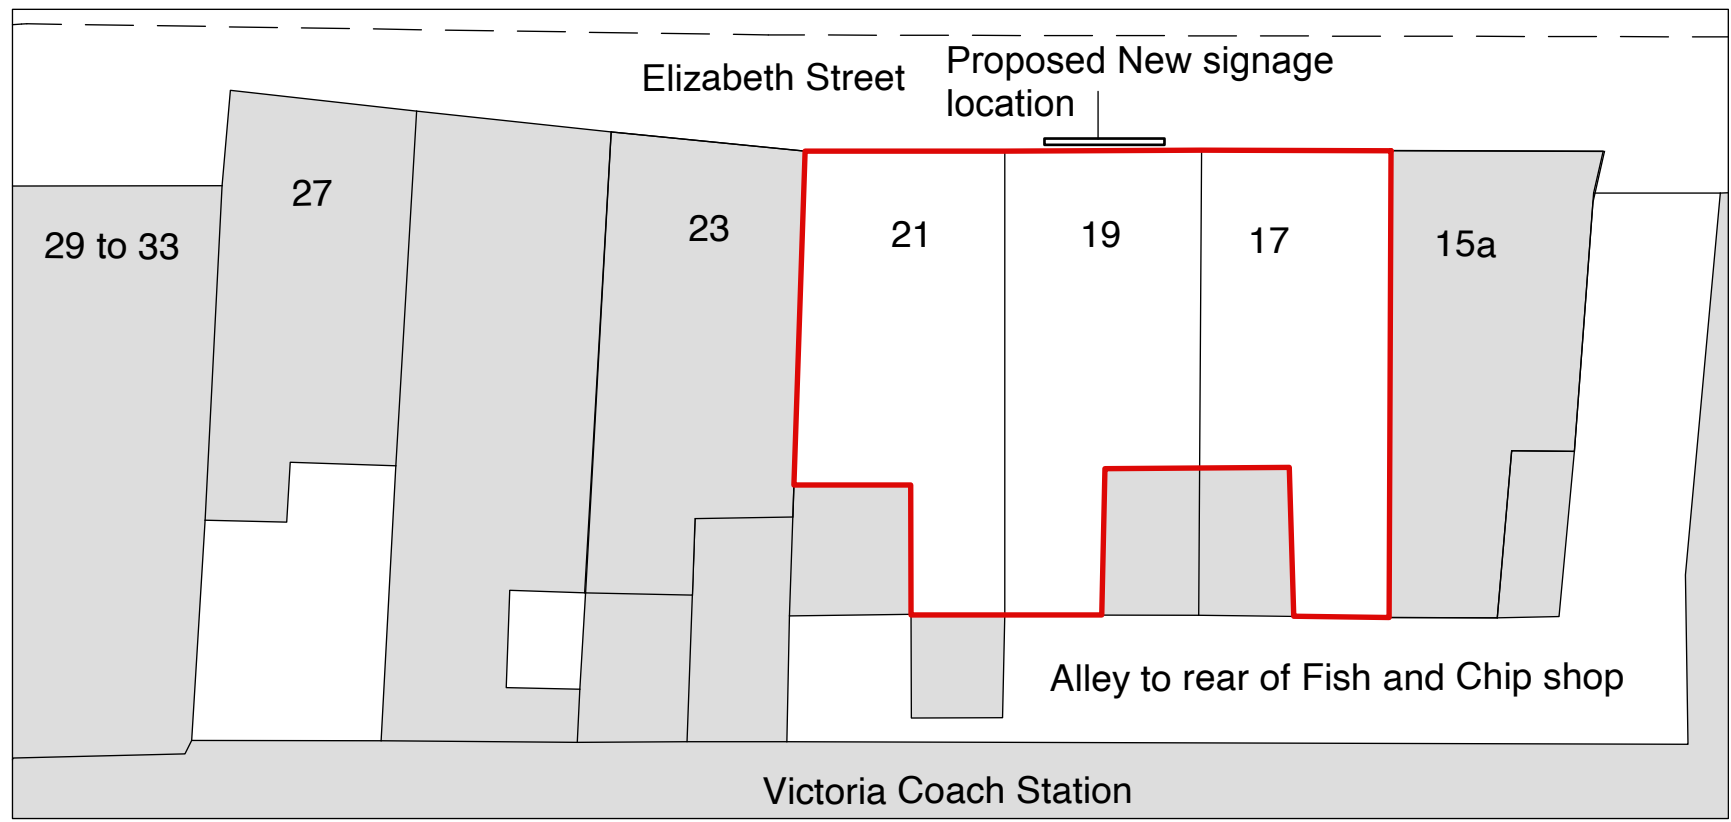 Elizabeth Street
Proposed New signage
location
27
29 to 33
23
21
19
17
15a
Alley to rear of Fish and Chip shop
Victoria Coach Station